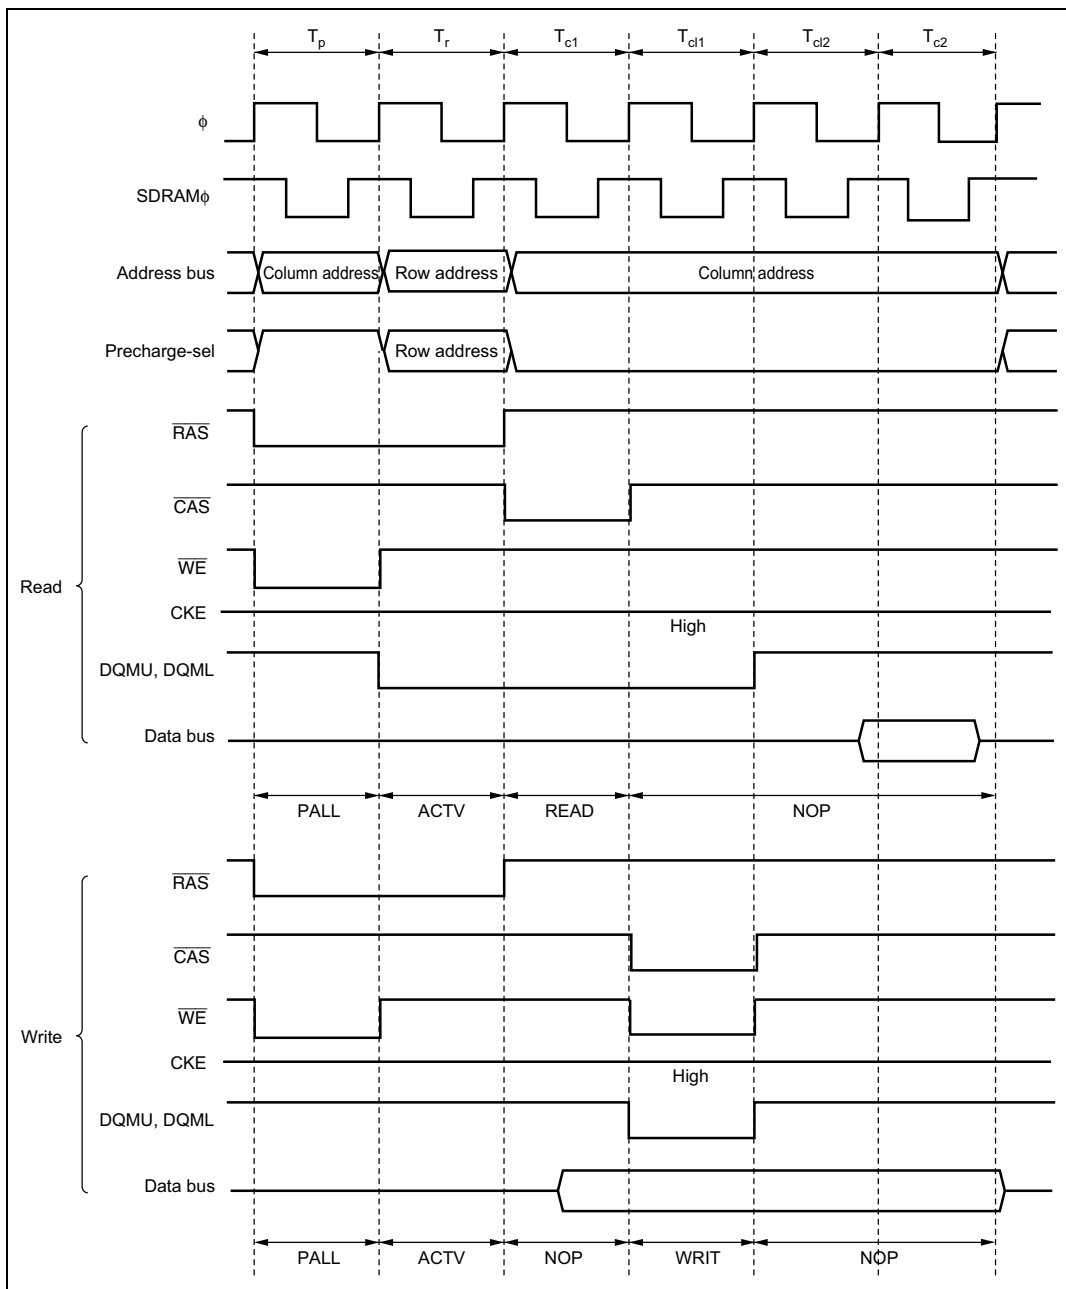 Tp Tr Tc1 Tcl1 Tcl2 Tc2
ϕ
SDRAMϕ
Address bus Column address Row address Column address
Precharge-sel Row address
Read
RAS
CAS
WE
CKE High
DQMU, DQML
Data bus
PALL ACTV READ NOP
Write
RAS
CAS
WE
CKE High
DQMU, DQML
Data bus
PALL ACTV NOP WRIT NOP